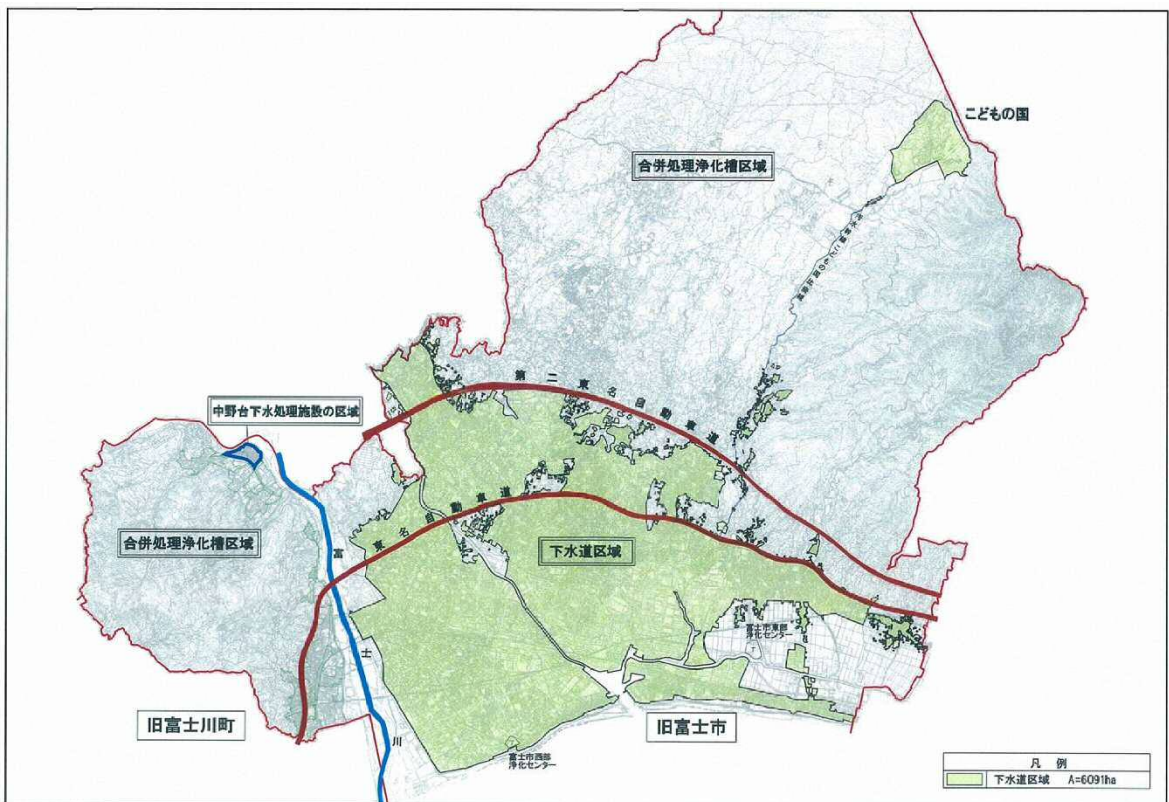 こどもの国
合併処理浄化槽区域
第二東名自動車道
中野台下水処理施設の区域
東名自動車道
合併処理浄化槽区域
下水道区域
富士川
富士市東部
浄化センター
旧富士川町
旧富士市
富士市西部
浄化センター
凡 例
下水道区域 A=6091ha